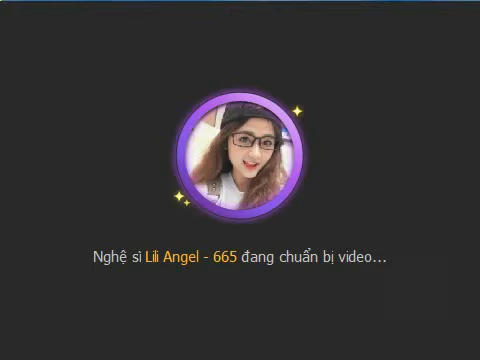 Nghệ sĩ Lili Angel - 665 đang chuẩn bị video...